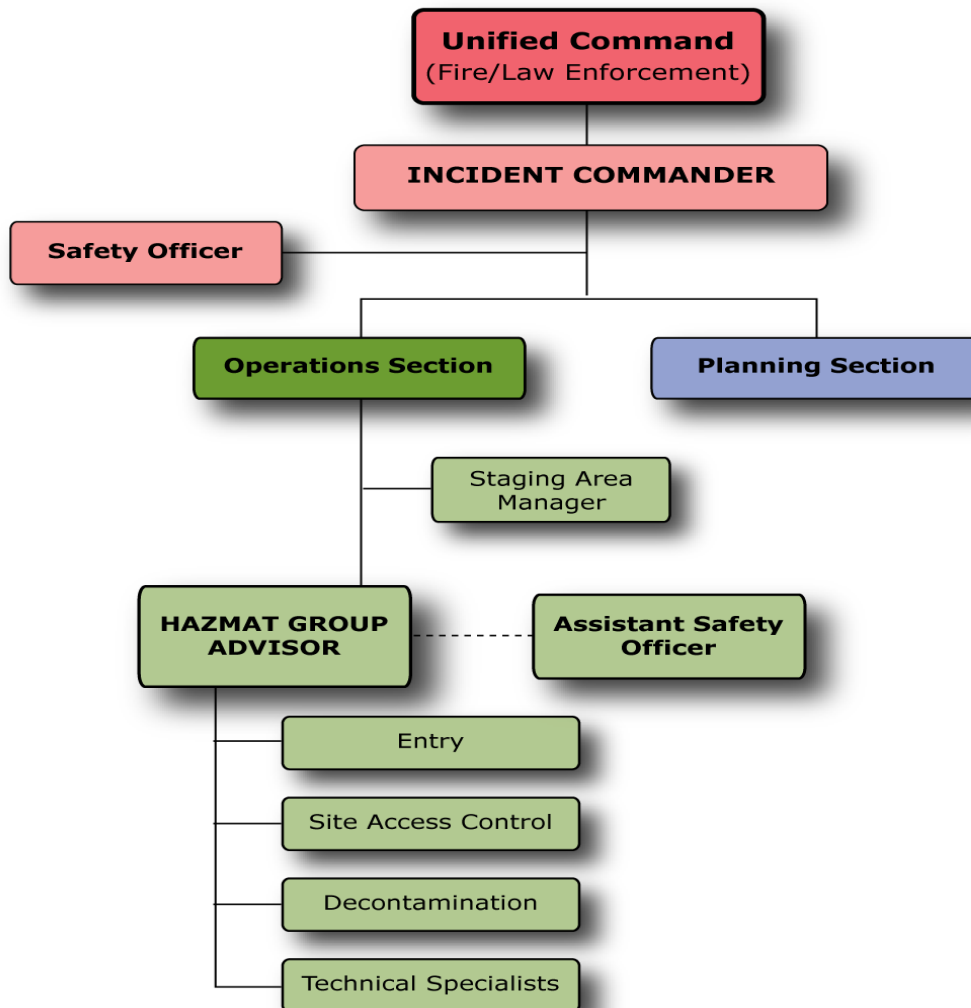 Unified Command
(Fire/Law Enforcement)
INCIDENT COMMANDER
Safety Officer
Operations Section
Planning Section
Staging Area
Manager
HAZMAT GROUP
ADVISOR
Assistant Safety
Officer
Entry
Site Access Control
Decontamination
Technical Specialists